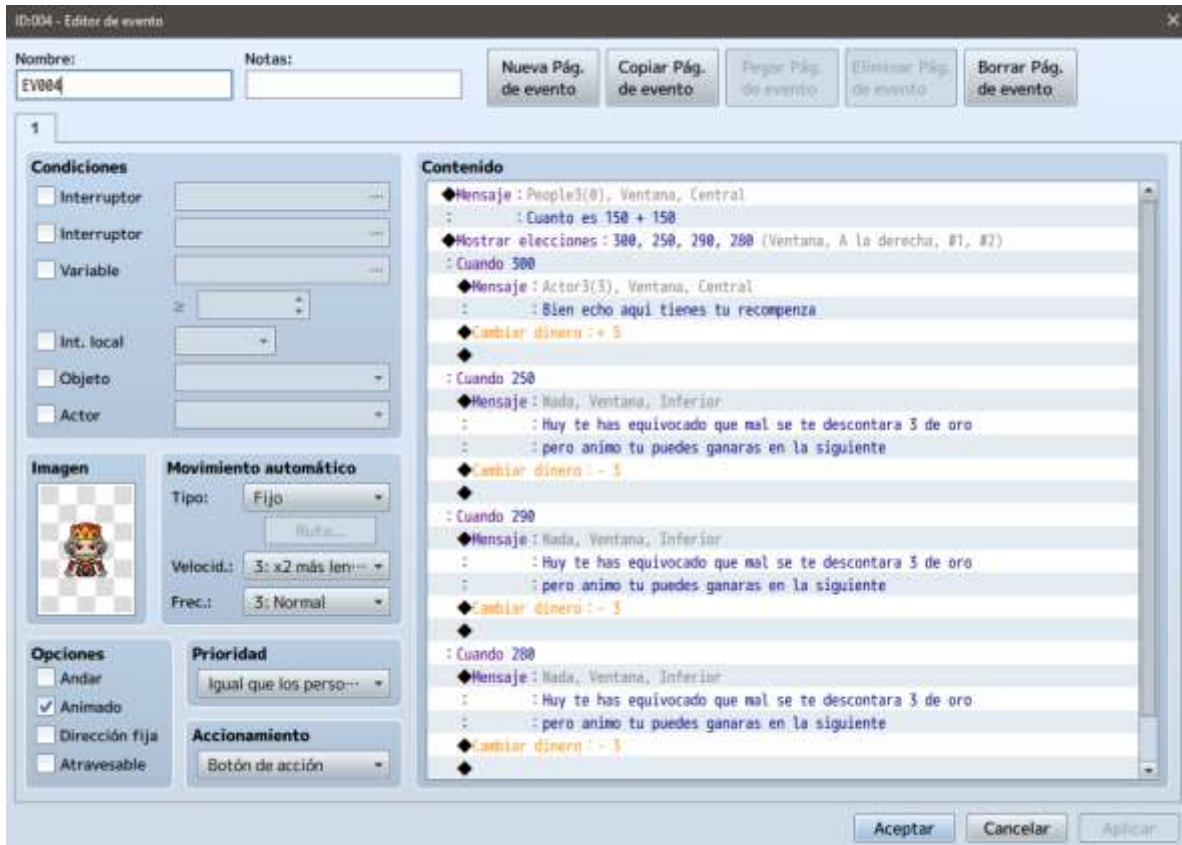 ID:004 - Editor de evento
Nombre:
Notas:
EV004
Nueva Pág.
de evento
Copiar Pág.
de evento
Pegar Pág.
de evento
Eliminar Pág.
de evento
Borrar Pág.
de evento
1
Condiciones
Interruptor
Interruptor
Variable
≥
Int. local
Objeto
Actor
Imagen
Movimiento automático
Tipo: Fijo
Ruta...
Velocid.: 3: x2 más len...
Frec.: 3: Normal
Opciones
Andar
Animado
Dirección fija
Atravesable
Prioridad
Igual que los perso...
Accionamiento
Botón de acción
Contenido
◆Mensaje : People3(0), Ventana, Central
: : Cuanto es 150 + 150
◆Mostrar elecciones : 300, 250, 290, 280 (Ventana, A la derecha, #1, #2)
: Cuando 300
◆Mensaje : Actor3(3), Ventana, Central
: : Bien echo aqui tienes tu recompenza
◆Cambiar dinero : + 5
◆
: Cuando 250
◆Mensaje : Nada, Ventana, Inferior
: : Huy te has equivocado que mal se te descontara 3 de oro
: : pero animo tu puedes ganaras en la siguiente
◆Cambiar dinero : - 3
◆
: Cuando 290
◆Mensaje : Nada, Ventana, Inferior
: : Huy te has equivocado que mal se te descontara 3 de oro
: : pero animo tu puedes ganaras en la siguiente
◆Cambiar dinero : - 3
◆
: Cuando 280
◆Mensaje : Nada, Ventana, Inferior
: : Huy te has equivocado que mal se te descontara 3 de oro
: : pero animo tu puedes ganaras en la siguiente
◆Cambiar dinero : - 3
◆
Aceptar
Cancelar
Aplicar